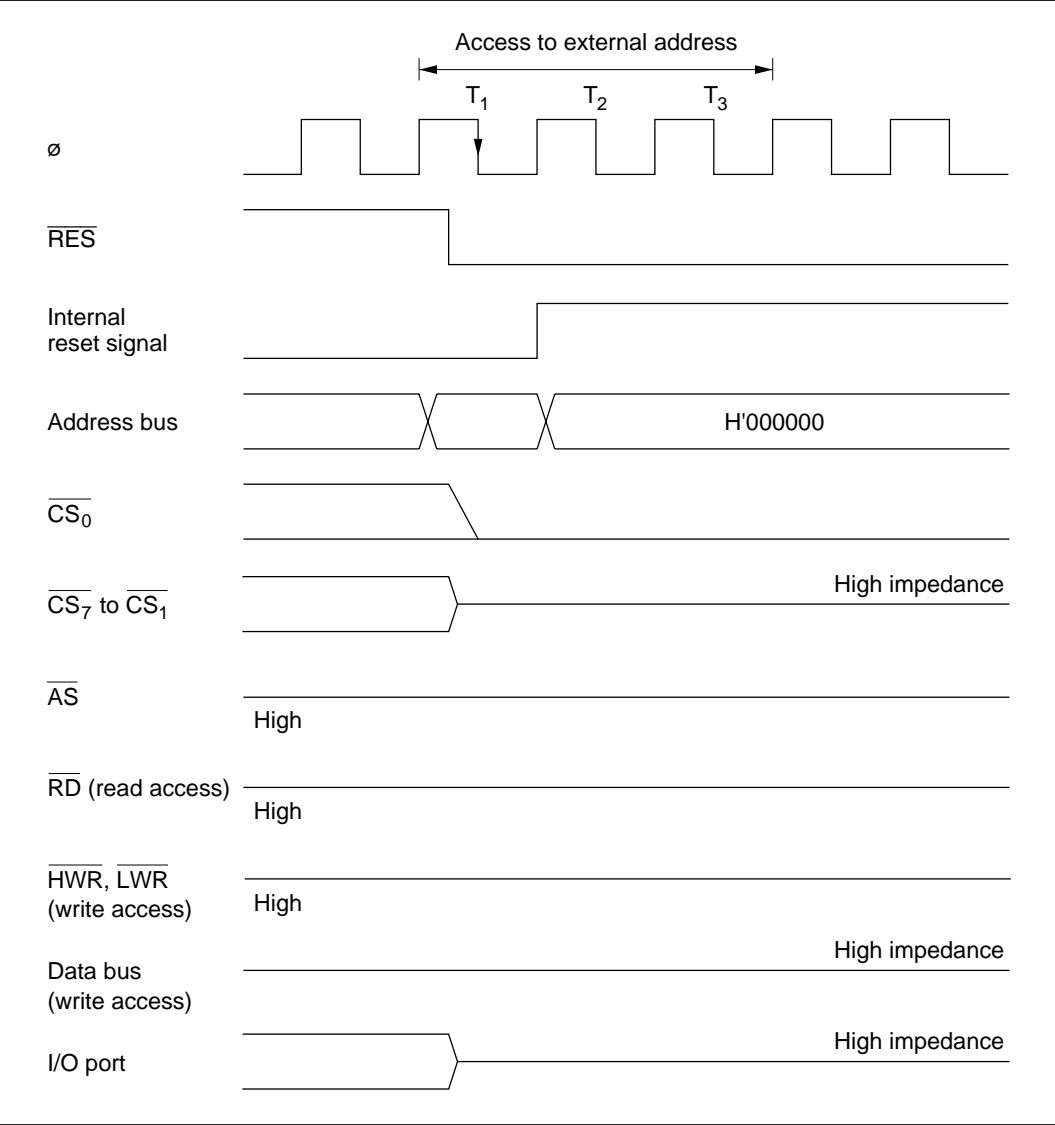 Access to external address
T1 T2 T3
ø
RES
Internal
reset signal
Address bus H'000000
CS0
CS7 to CS1 High impedance
AS
High
RD (read access)
High
HWR, LWR
(write access) High
High impedance
Data bus
(write access)
High impedance
I/O port